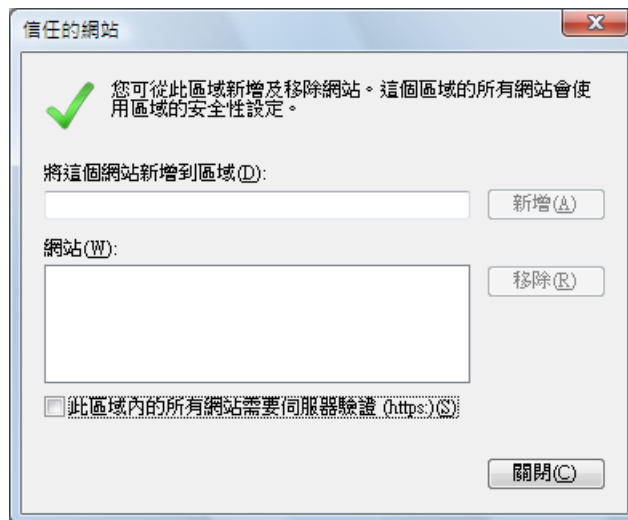 信任的網站
您可從此區域新增及移除網站。這個區域的所有網站會使
用區域的安全性設定。
將這個網站新增到區域(D):
新增(A)
網站(W):
移除(R)
此區域內的所有網站需要伺服器驗證 (https:)(S)
關閉(C)